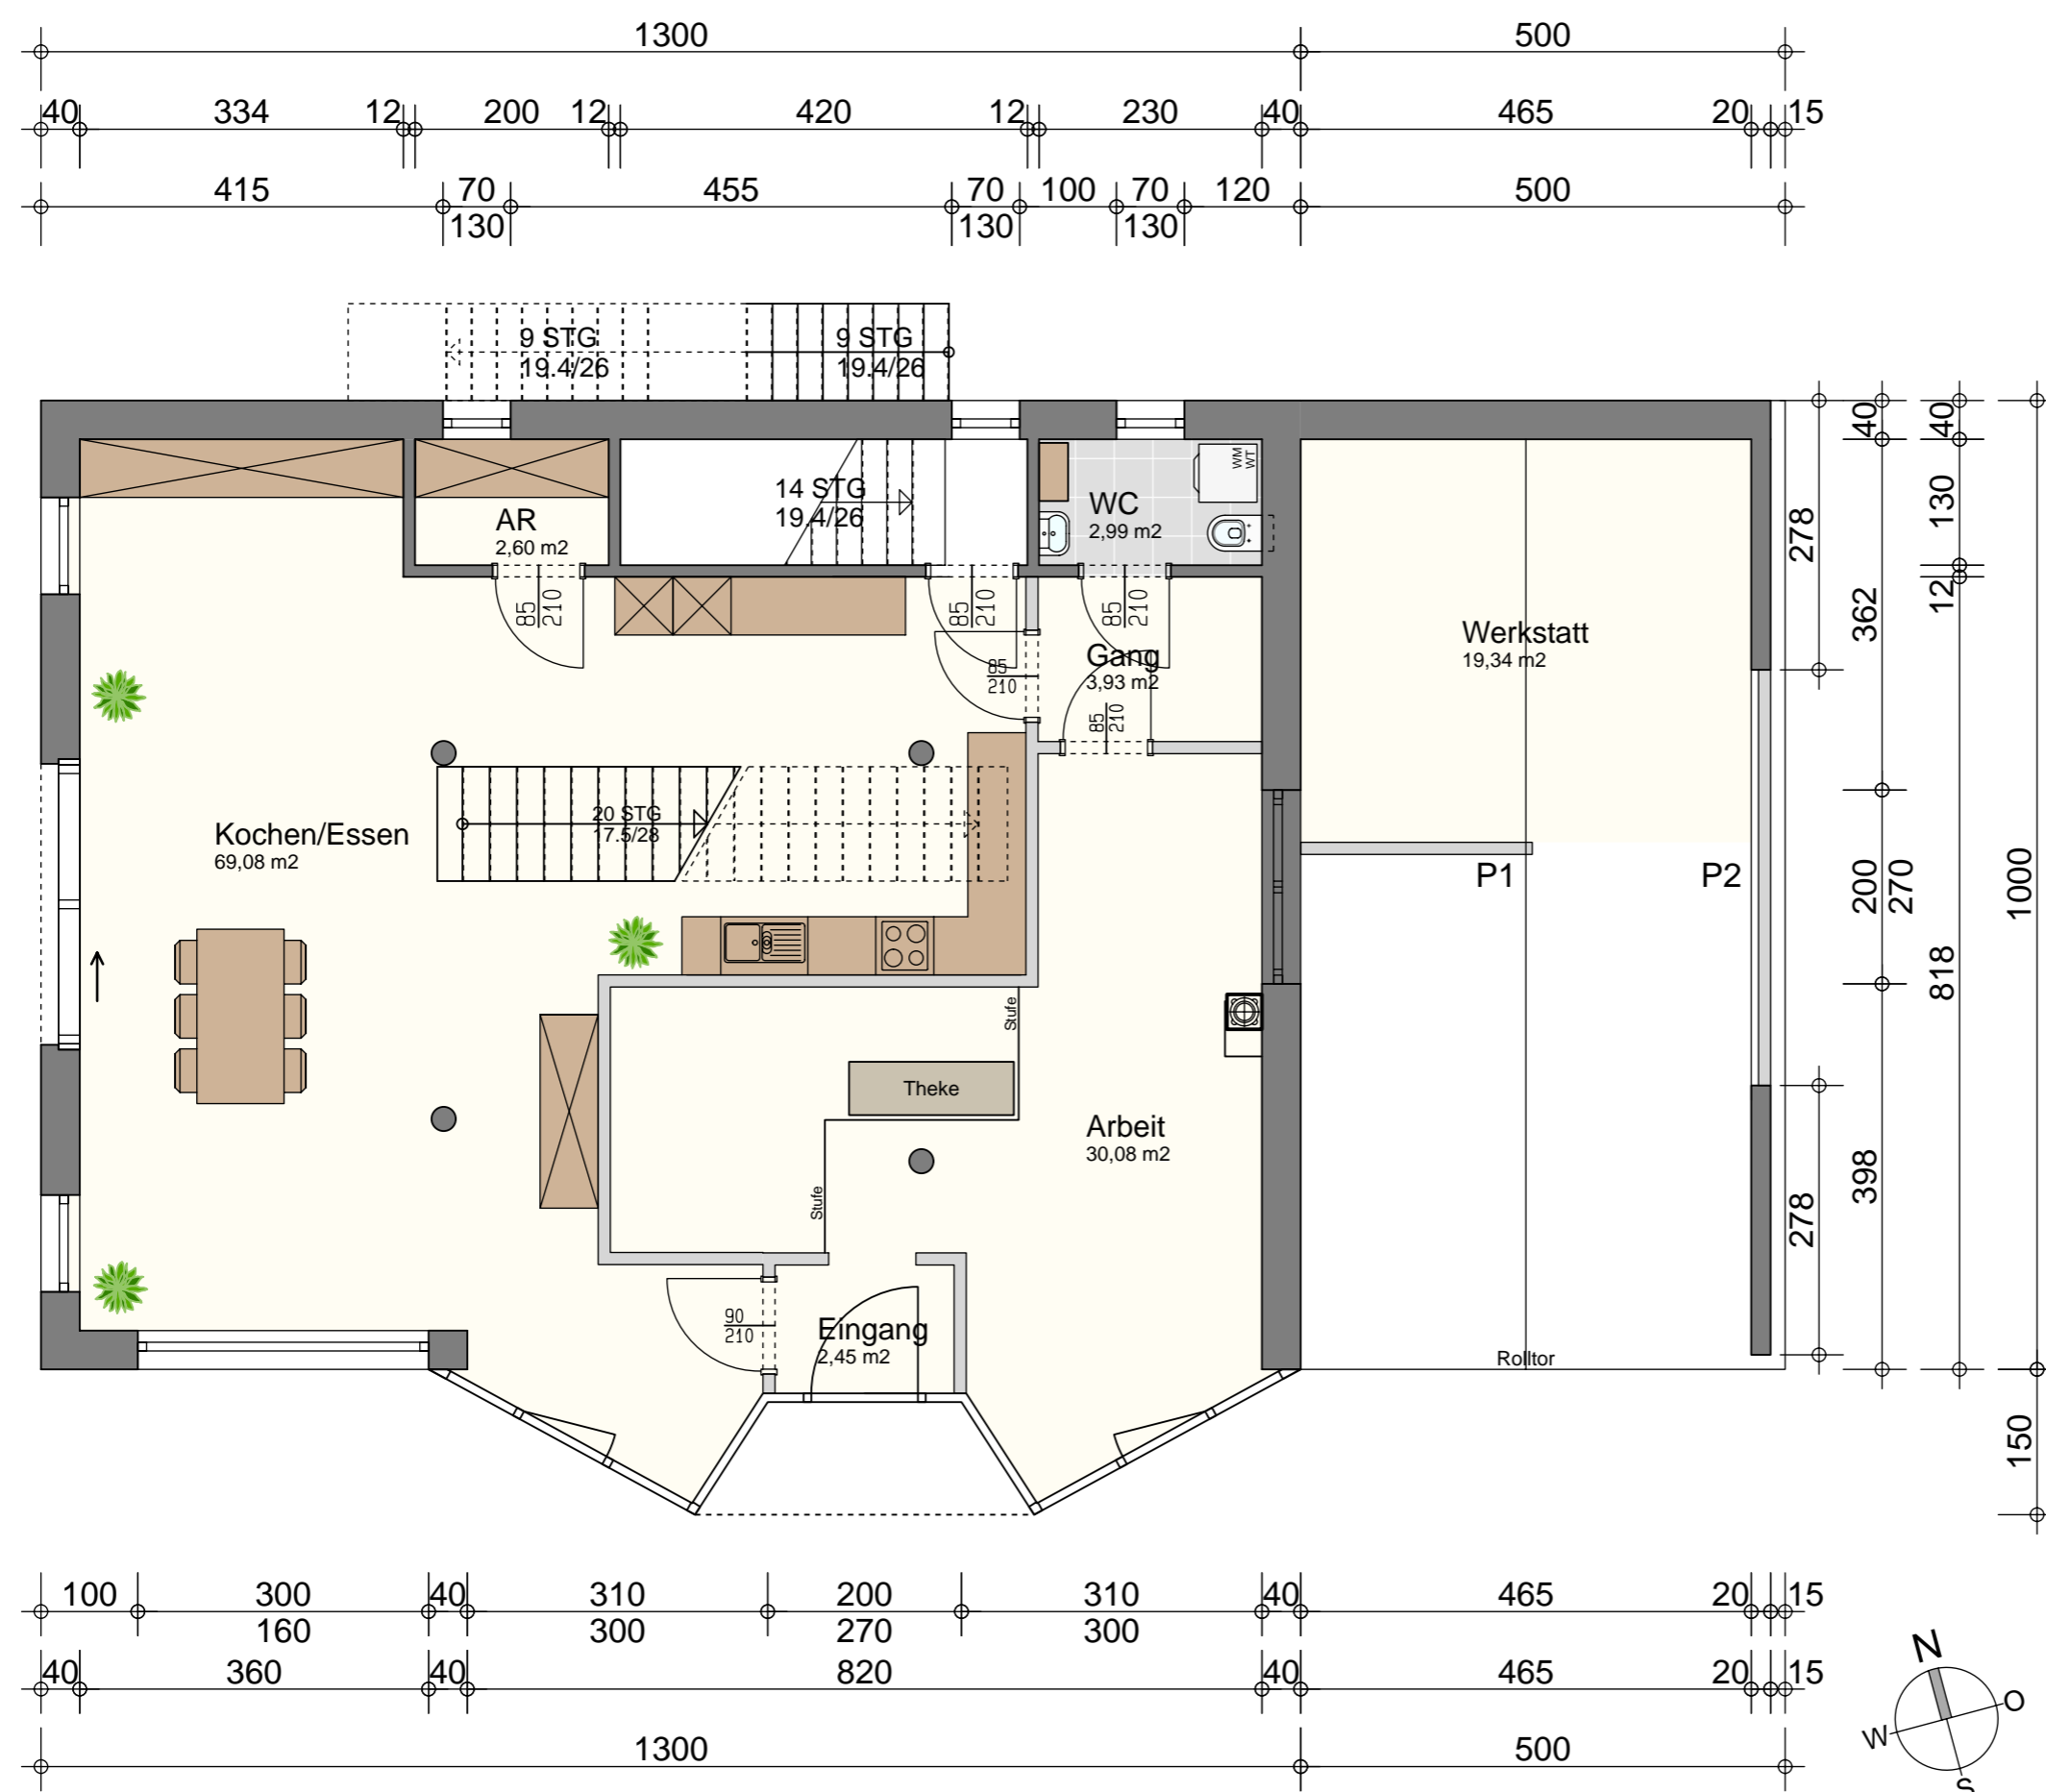 1300 500
40 334 12 200 12 420 12 230 40 465 20 15
415 70 455 70 100 70 120 500
130 130 130
9 STG
19.4/26
9 STG
19.4/26
14 STG
19.4/26
AR
2,60 m2
WC
2,99 m2
WM
WT
85
210
85
210
85
210
85
210
85
210
Gang
3,93 m2
Werkstatt
19,34 m2
20 STG
17.5/28
Kochen/Essen
69,08 m2
P1
P2
Stufe
Theke
Arbeit
30,08 m2
Stufe
90
210
Eingang
2,45 m2
Rolltor
278
278
40
362
200
270
398
40
130
12
818
1000
150
100 300 40 310 200 310 40 465 20 15
160 300 270 300
40 360 40 820 40 465 20 15
1300 500
N
O
W
S